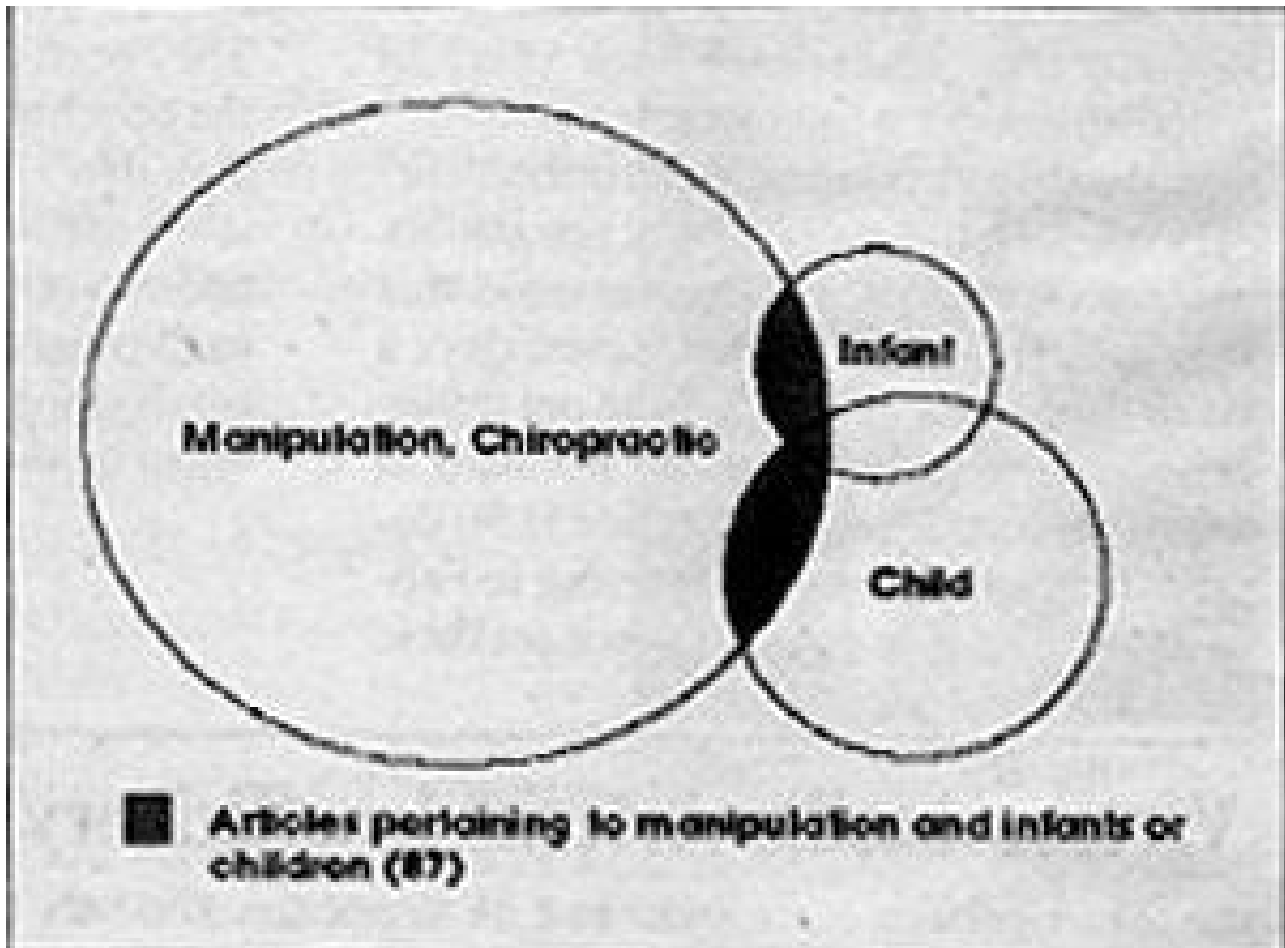 Infant
Manipulation, Chiropractic
Child
Articles pertaining to manipulation and infants or
children (87)